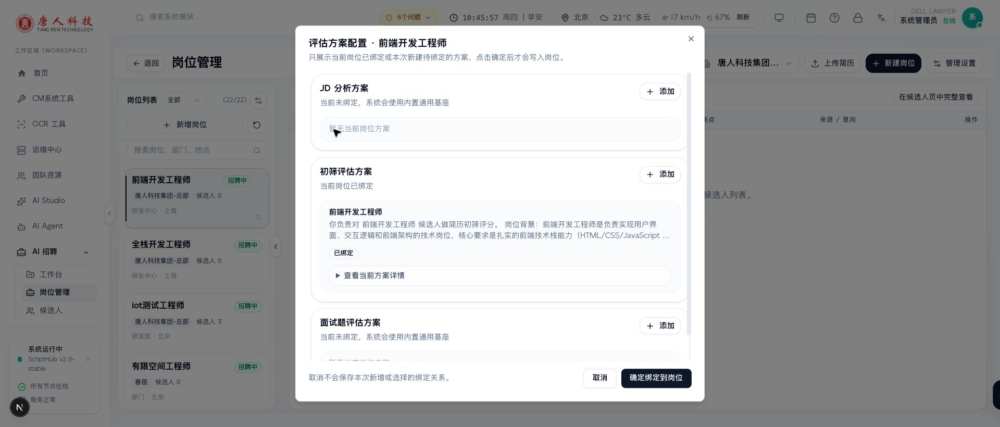 唐人科技
TANG REN TECHNOLOGY
搜索系统模块...
6个问题
10:45:57 周四 | 早安
北京 · 23°C 多云 · 17 km/h 67% 刷新
DELL LAWYER
系统管理员 在线
系
工作区域 (WORKSPACE)
首页
CM系统工具
OCR 工具
运维中心
团队资源
AI Studio
AI Agent
AI 招聘
工作台
岗位管理
候选人
系统运行中
ScriptHub v2.0-
stable
所有节点在线
服务正常
N
返回
岗位管理
唐人科技集团...
上传简历
新建岗位
管理设置
岗位列表
全部
(22/22)
新增岗位
搜索岗位、部门、地点
前端开发工程师
招聘中
唐人科技集团-总部 候选人 0
研发中心 · 上海
全栈开发工程师
招聘中
唐人科技集团-总部 候选人 0
研发中心 · 上海
iot测试工程师
招聘中
唐人科技集团-总部 候选人 3
研发部 · 北京
有限空间工程师
招聘中
春苗 候选人 0
部门 · 北京
在候选人页中完整查看
点
来源 / 意向
操作
候选人列表。
评估方案配置 · 前端开发工程师
只展示当前岗位已绑定或本次新建待绑定的方案，点击确定后才会写入岗位。
JD 分析方案
添加
当前未绑定，系统会使用内置通用基座
暂无当前岗位方案
初筛评估方案
添加
当前岗位已绑定
前端开发工程师
你负责对 前端开发工程师 候选人做简历初筛评分。 岗位背景：前端开发工程师是负责实现用户界
面、交互逻辑和前端架构的技术岗位，核心要求是扎实的前端技术栈能力（HTML/CSS/JavaScript ...
已绑定
查看当前方案详情
面试题评估方案
添加
当前未绑定，系统会使用内置通用基座
取消不会保存本次新增或选择的绑定关系。
取消
确定绑定到岗位